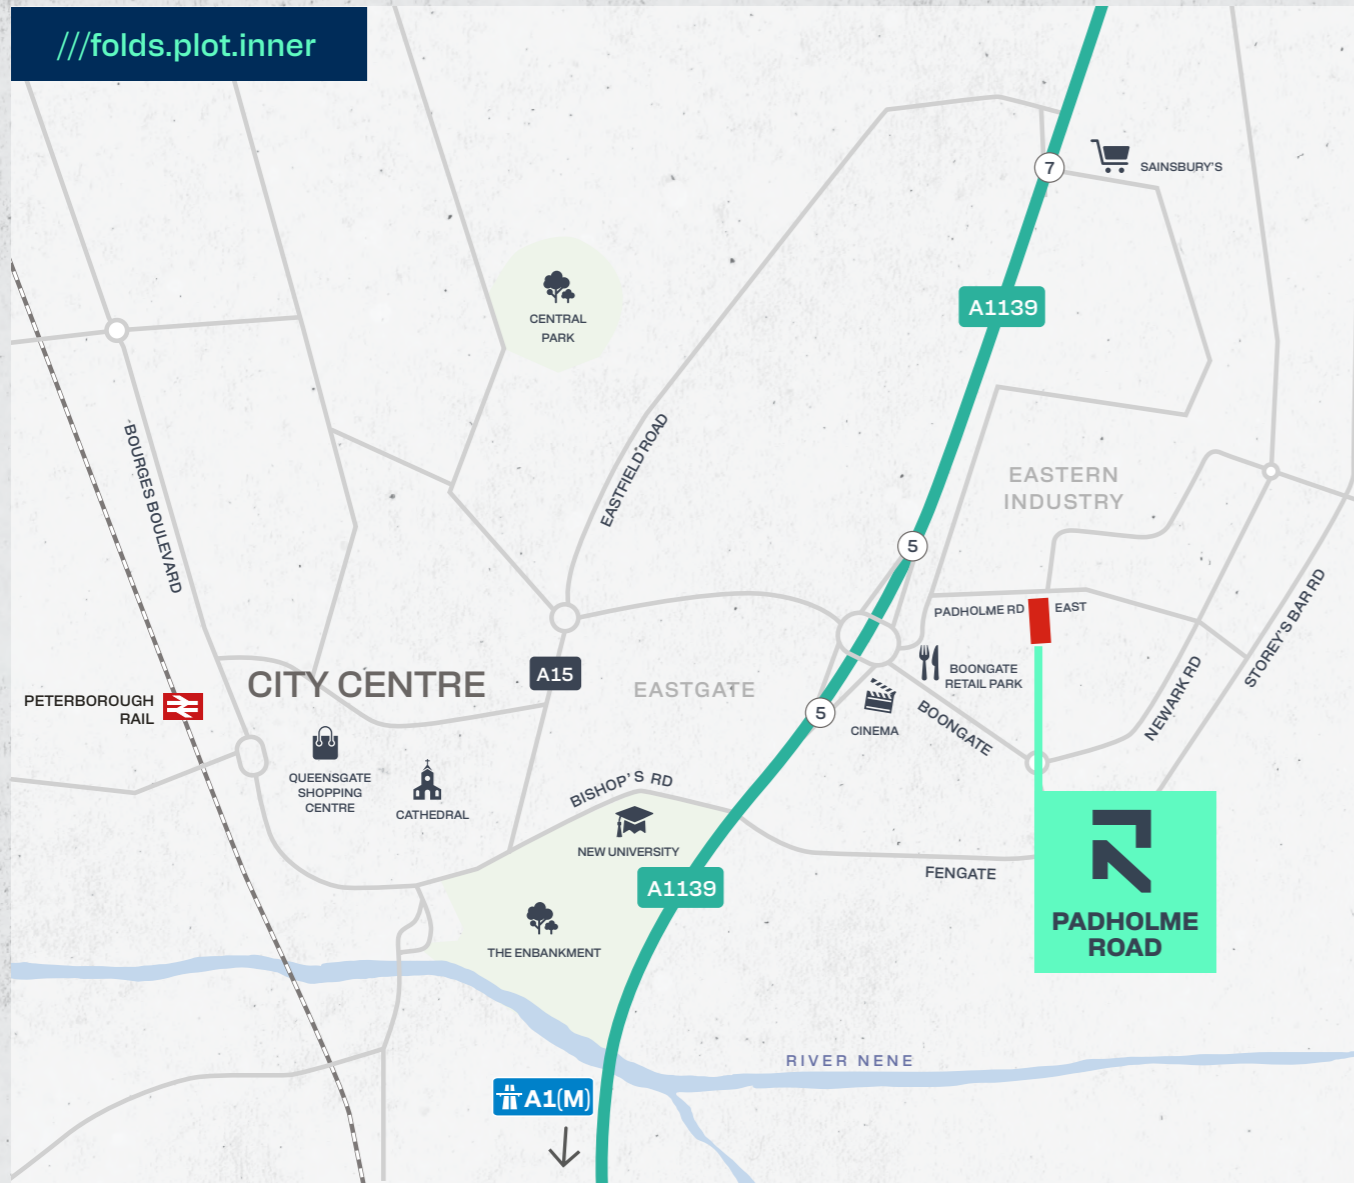 ///folds.plot.inner
7
SAINSBURY'S
A1139
CENTRAL
PARK
EASTFIELD ROAD
BOURGES BOULEVARD
EASTERN
INDUSTRY
5
PADHOLME RD
EAST
STOREY'S BAR RD
NEWARK RD
BOONGATE
RETAIL PARK
BOONGATE
CINEMA
5
EASTGATE
A15
CITY CENTRE
PETERBOROUGH
RAIL
QUEENSGATE
SHOPPING
CENTRE
CATHEDRAL
BISHOP'S RD
NEW UNIVERSITY
A1139
FENGATE
PADHOLME
ROAD
THE ENBANKMENT
RIVER NENE
A1(M)